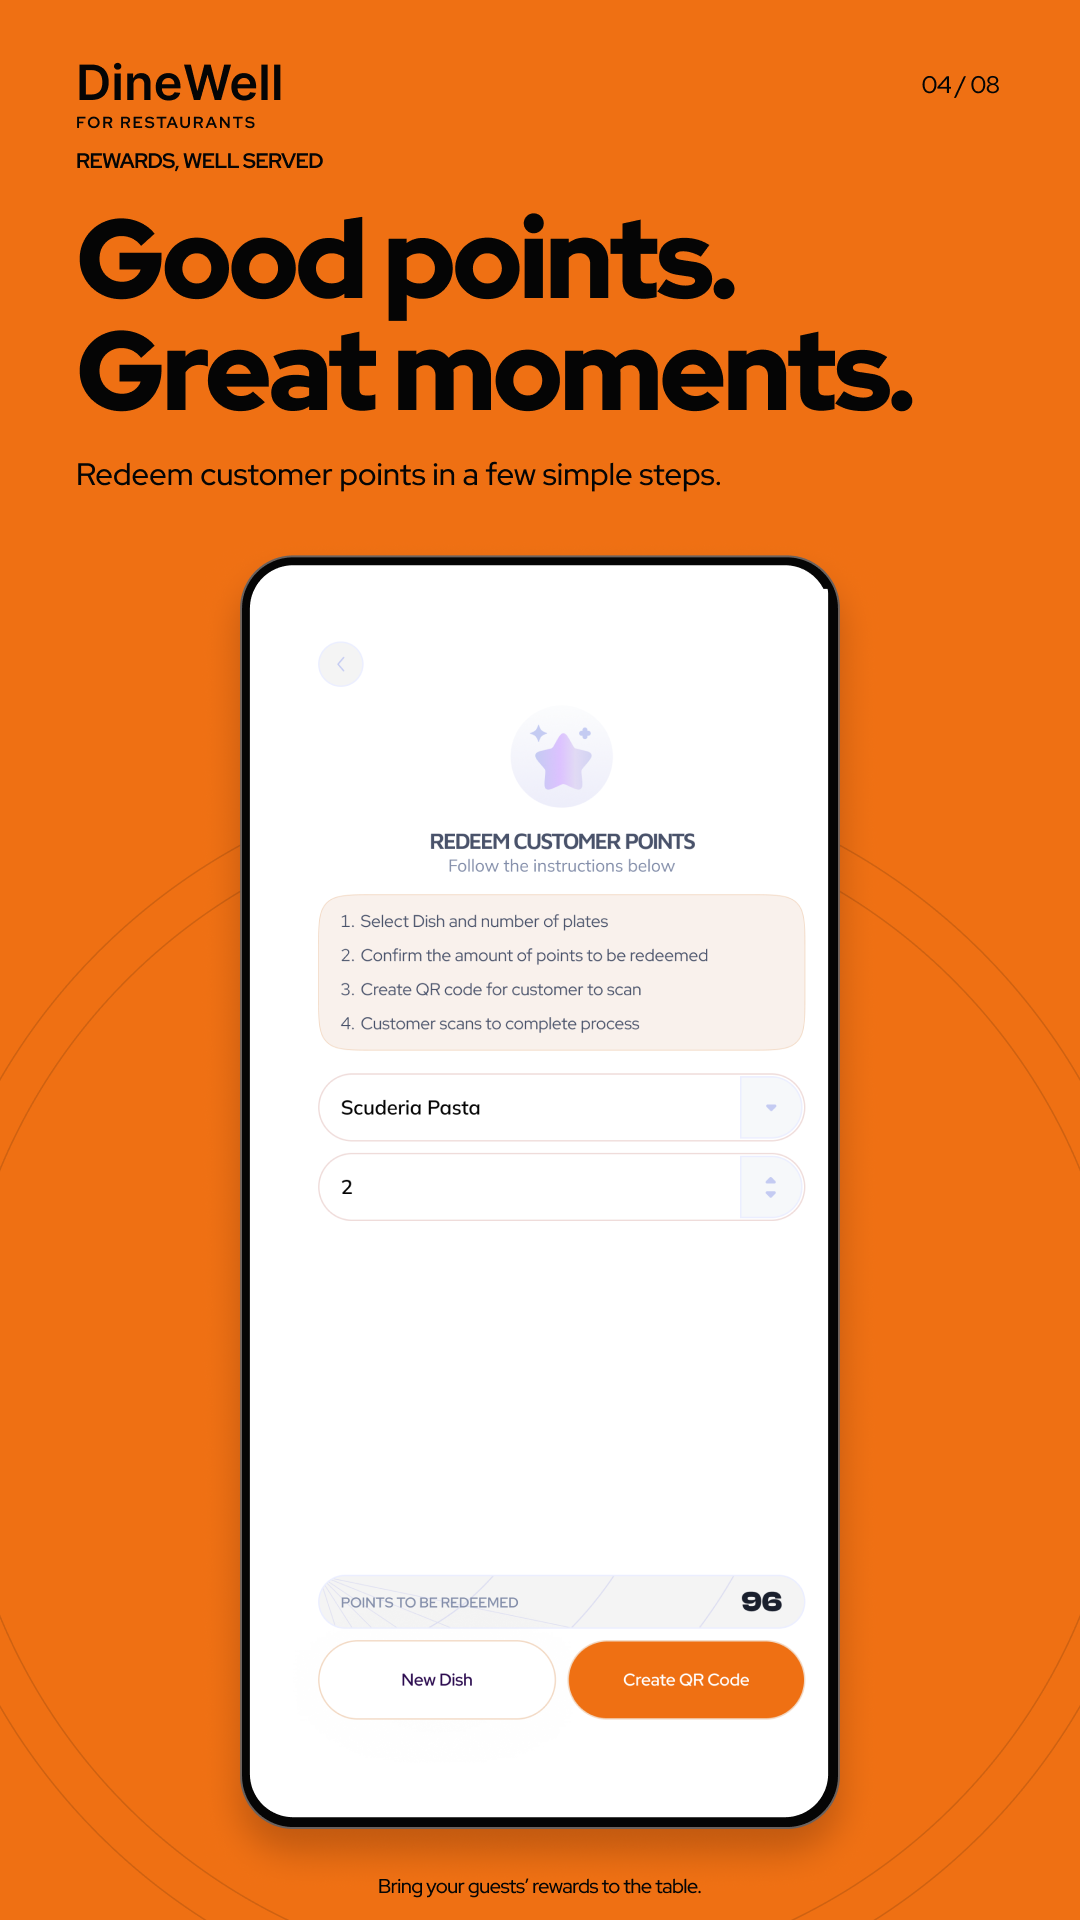 DineWell
04 / 08
FOR RESTAURANTS
REWARDS, WELL SERVED
Good points.
Great moments.
Redeem customer points in a few simple steps.
REDEEM CUSTOMER POINTS
Follow the instructions below
1. Select Dish and number of plates
2. Confirm the amount of points to be redeemed
3. Create QR code for customer to scan
4. Customer scans to complete process
Scuderia Pasta
2
POINTS TO BE REDEEMED 96
New Dish Create QR Code
Bring your guests’ rewards to the table.